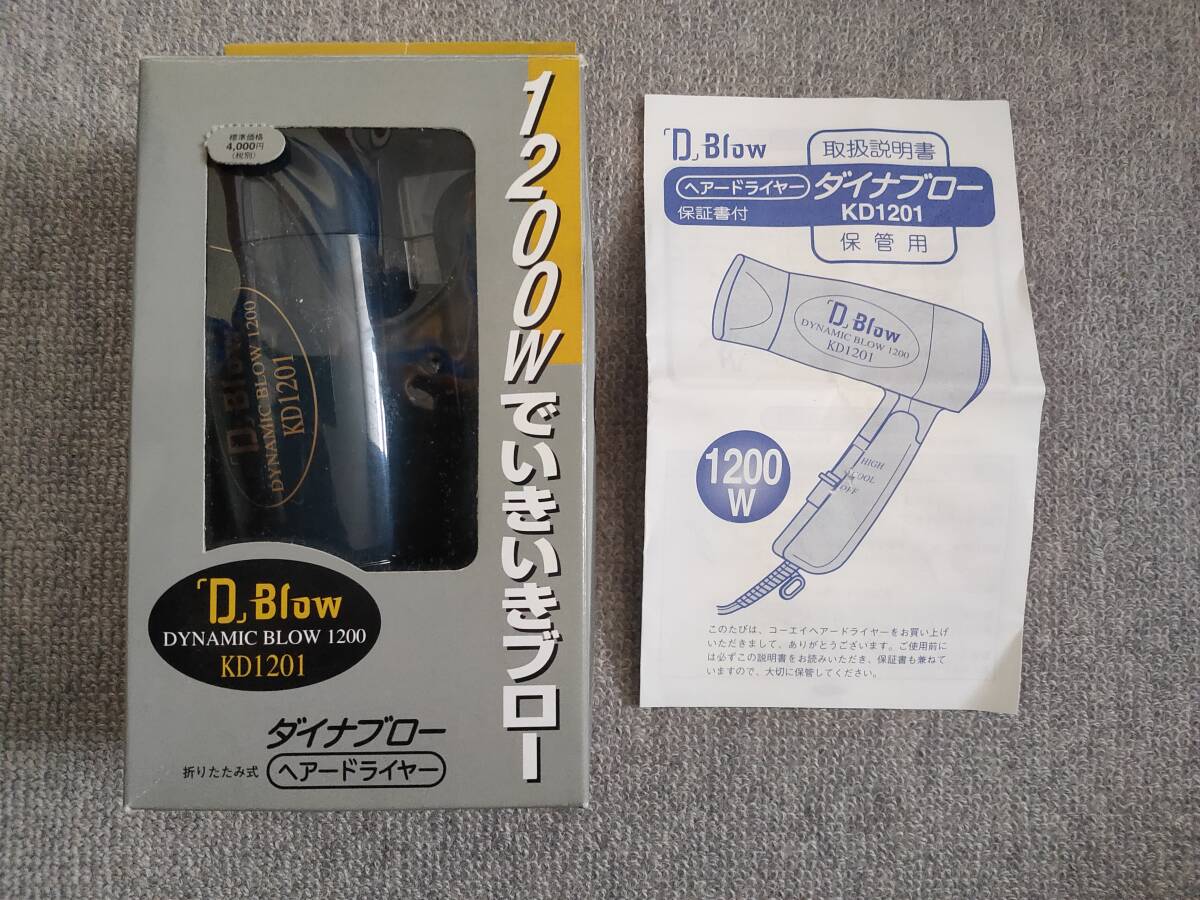 標準価格
4,000円
(税別)
1200Wでいきいきブロー
「D」Blow
DYNAMIC BLOW 1200
KD1201
「D」Blow
DYNAMIC BLOW 1200
KD1201
ダイナブロー
折りたたみ式 ヘアードライヤー
「D」Blow
取扱説明書
ヘアードライヤー ダイナブロー
保証書付 KD1201
保管用
「D」Blow
DYNAMIC BLOW 1200
KD1201
1200
W
HIGH
COOL
OFF
このたびは、コーエイヘアードライヤーをお買い上げ
いただきまして、ありがとうございます。ご使用前に
は必ずこの説明書をお読みいただき、保証書も兼ねて
いますので、大切に保管してください。